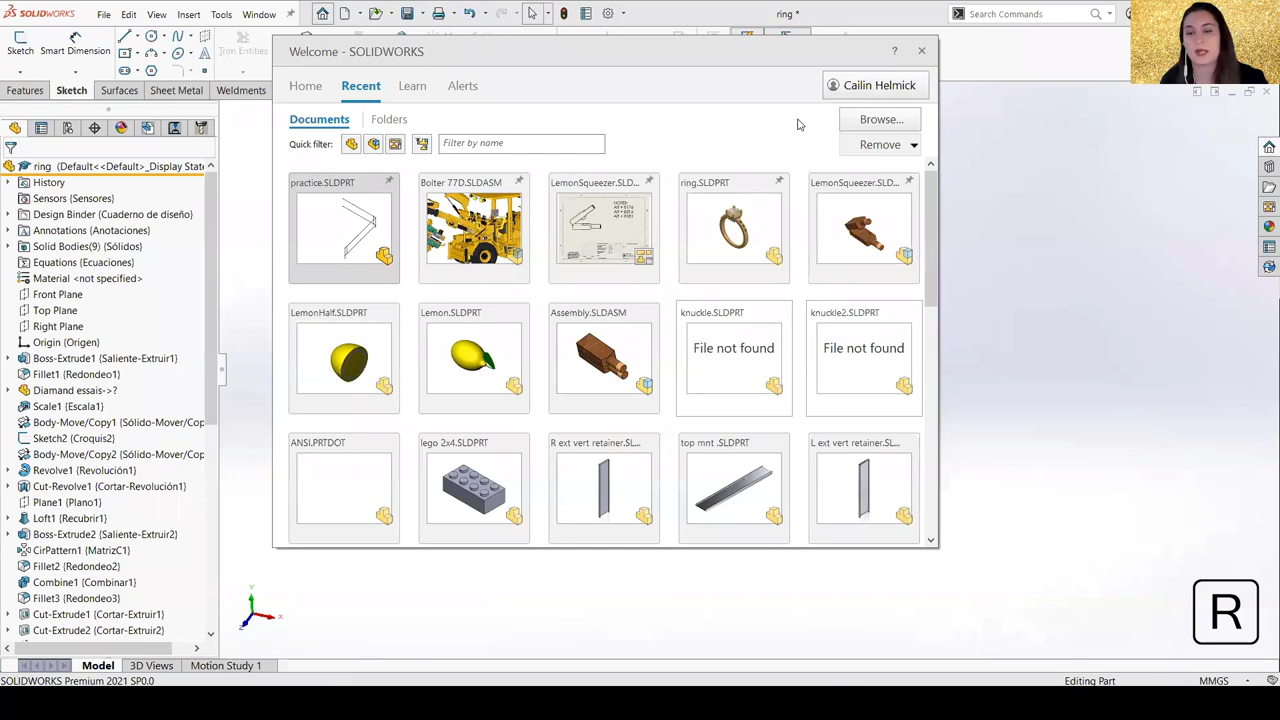 SOLIDWORKS File Edit View Insert Tools Window
ring *
Search Commands
Sketch Smart Dimension Trim Entities
Features Sketch Surfaces Sheet Metal Weldments
Welcome - SOLIDWORKS
? ×
Home Recent Learn Alerts
Cailin Helmick
Documents Folders
Browse...
Quick filter:
Filter by name
Remove
practice.SLDPRT
Bolter 77D.SLDASM
LemonSqueezer.SLD...
ring.SLDPRT
LemonSqueezer.SLD...
LemonHalf.SLDPRT
Lemon.SLDPRT
Assembly.SLDASM
knuckle.SLDPRT
File not found
knuckle2.SLDPRT
File not found
ANSI.PRTDOT
lego 2x4.SLDPRT
R ext vert retainer.SL...
top mnt .SLDPRT
L ext vert retainer.SL...
ring (Default<<Default>_Display State
History
Sensors (Sensores)
Design Binder (Cuaderno de diseño)
Annotations (Anotaciones)
Solid Bodies(9) (Sólidos)
Equations (Ecuaciones)
Material <not specified>
Front Plane
Top Plane
Right Plane
Origin (Origen)
Boss-Extrude1 (Saliente-Extruir1)
Fillet1 (Redondeo1)
Diamand essais->?
Scale1 (Escala1)
Body-Move/Copy1 (Sólido-Mover/Cop
Sketch2 (Croquis2)
Body-Move/Copy2 (Sólido-Mover/Cop
Revolve1 (Revolución1)
Cut-Revolve1 (Cortar-Revolución1)
Plane1 (Plano1)
Loft1 (Recubrir1)
Boss-Extrude2 (Saliente-Extruir2)
CirPattern1 (MatrizC1)
Fillet2 (Redondeo2)
Combine1 (Combinar1)
Fillet3 (Redondeo3)
Cut-Extrude1 (Cortar-Extruir1)
Cut-Extrude2 (Cortar-Extruir2)
Y
X
Z
R
Model 3D Views Motion Study 1
SOLIDWORKS Premium 2021 SP0.0
Editing Part
MMGS